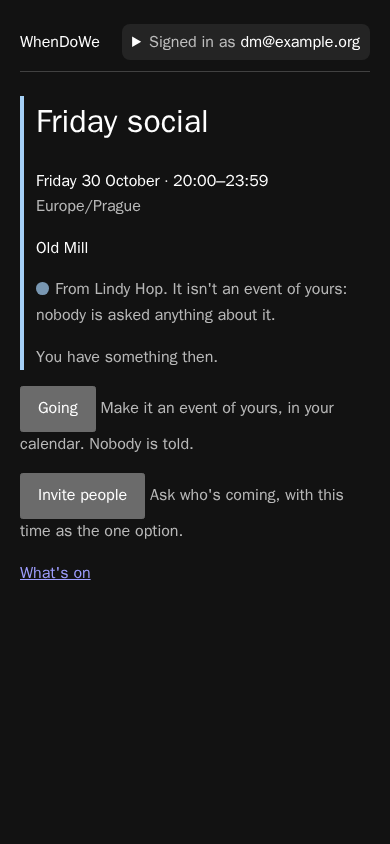 WhenDoWe
▶ Signed in as dm@example.org
Friday social
Friday 30 October · 20:00–23:59
Europe/Prague
Old Mill
From Lindy Hop. It isn't an event of yours:
nobody is asked anything about it.
You have something then.
Going Make it an event of yours, in your
calendar. Nobody is told.
Invite people Ask who's coming, with this
time as the one option.
What's on